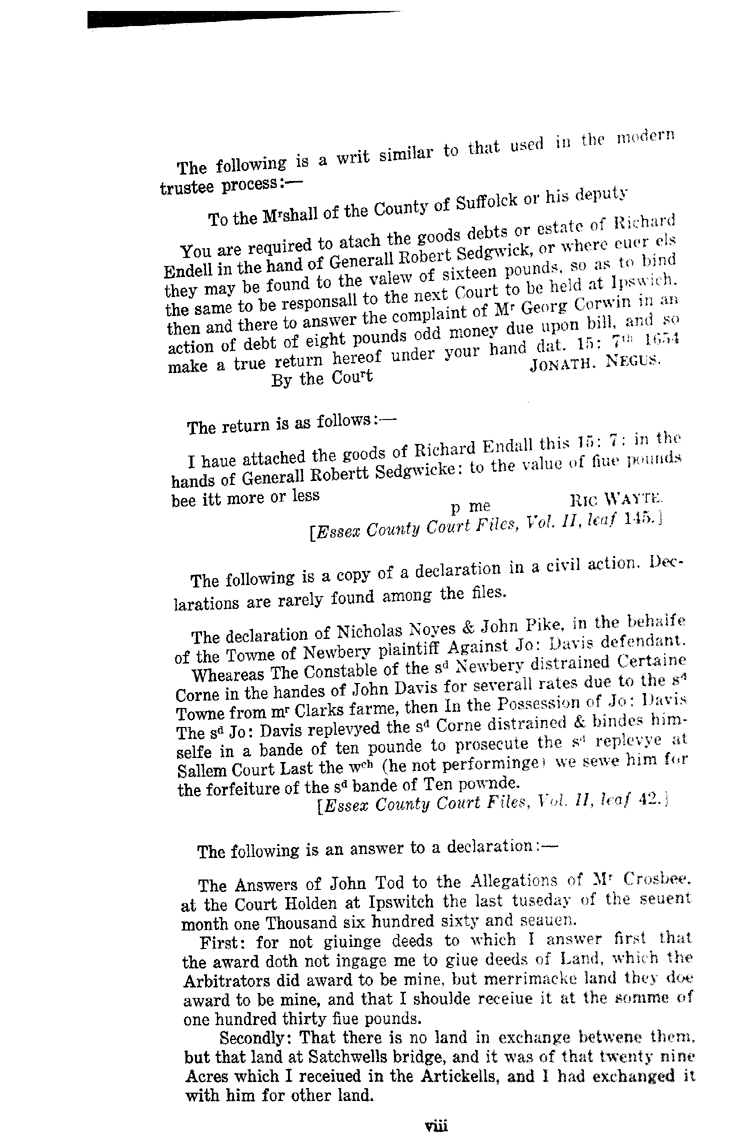 The following is a writ similar to that used in the modern
trustee process:—
To the Mʳshall of the County of Suffolck or his deputy
You are required to atach the goods debts or estate of Richard
Endell in the hand of Generall Robert Sedgwick, or where euer els
they may be found to the valew of sixteen pounds, so as to bind
the same to be responsall to the next Court to be held at Ipswich,
then and there to answer the complaint of Mʳ Georg Corwin in an
action of debt of eight pounds odd money due upon bill, and so
make a true return hereof under your hand dat. 15: 7ᵗʰ 1654
By the Couʳt JONATH. NEGUS.
The return is as follows:—
I haue attached the goods of Richard Endall this 15: 7: in the
hands of Generall Robertt Sedgwicke: to the value of fiue pounds
bee itt more or less
p me RIC WAYTE.
[Essex County Court Files, Vol. II, leaf 145.]
The following is a copy of a declaration in a civil action. Dec-
larations are rarely found among the files.
The declaration of Nicholas Noyes & John Pike, in the behalfe
of the Towne of Newbery plaintiff Against Jo: Davis defendant.
Wheareas The Constable of the sᵈ Newbery distrained Certaine
Corne in the handes of John Davis for severall rates due to the sᵈ
Towne from mʳ Clarks farme, then In the Possession of Jo: Davis
The sᵈ Jo: Davis replevyed the sᵈ Corne distrained & bindes him-
selfe in a bande of ten pounde to prosecute the sᵈ replevye at
Sallem Court Last the wᶜʰ (he not performinge) we sewe him for
the forfeiture of the sᵈ bande of Ten pownde.
[Essex County Court Files, Vol. II, leaf 42.]
The following is an answer to a declaration:—
The Answers of John Tod to the Allegations of Mʳ Crosbee,
at the Court Holden at Ipswitch the last tuseday of the seuent
month one Thousand six hundred sixty and seauen.
First: for not giuinge deeds to which I answer first that
the award doth not ingage me to giue deeds of Land, which the
Arbitrators did award to be mine, but merrimacke land they doe
award to be mine, and that I shoulde receiue it at the somme of
one hundred thirty fiue pounds.
Secondly: That there is no land in exchange betwene them,
but that land at Satchwells bridge, and it was of that twenty nine
Acres which I receiued in the Artickells, and I had exchanged it
with him for other land.
viii